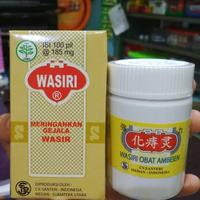 ISI 100 pil
@ 185 mg
WASIRI
®
MERINGANKAN
GEJALA
WASIR
DIPRODUKSI OLEH :
CV. SANTERI - INDONESIA
MEDAN - SUMATERA UTARA
化痔灵
WASIRI OBAT AMBEIEN
CV. SANTERI
MEDAN - INDONESIA